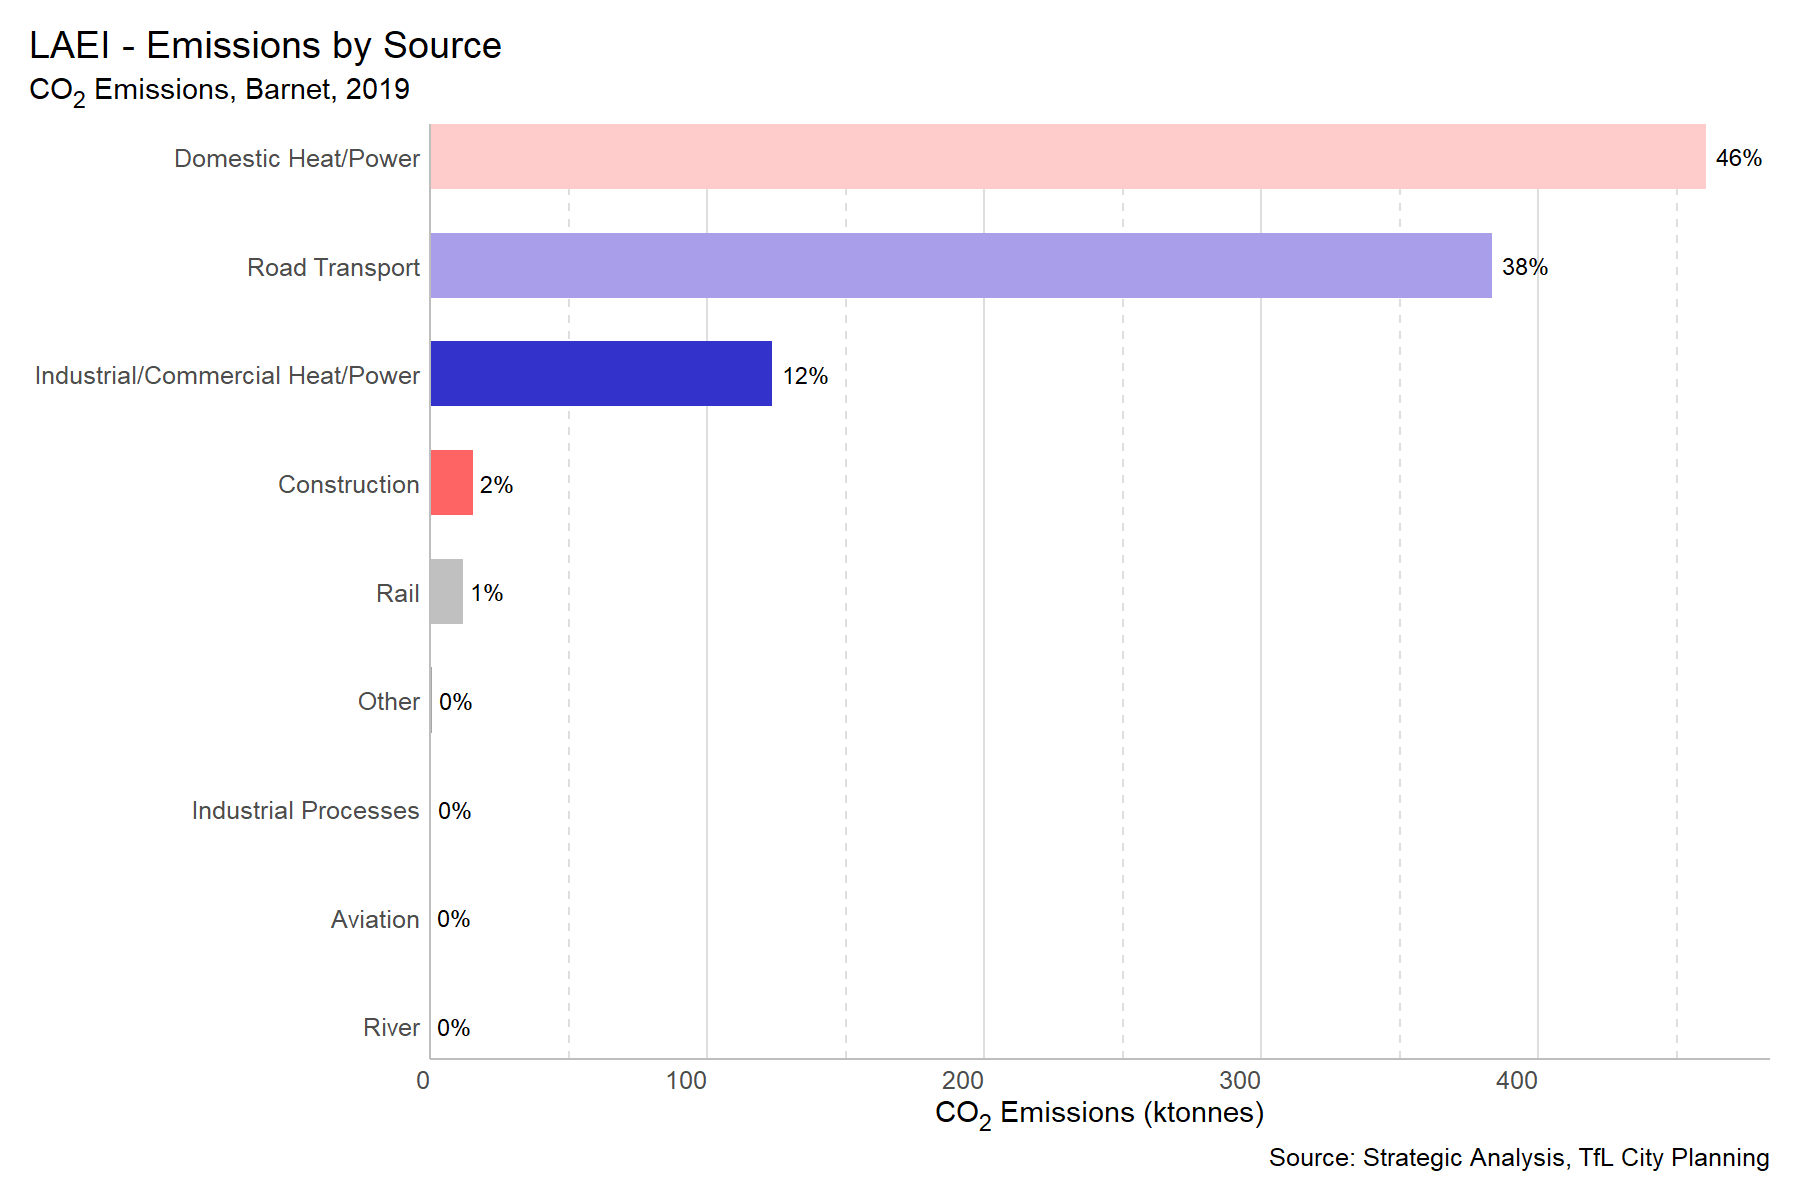 LAEI - Emissions by Source
CO₂ Emissions, Barnet, 2019
Domestic Heat/Power 46%
Road Transport 38%
Industrial/Commercial Heat/Power 12%
Construction 2%
Rail 1%
Other 0%
Industrial Processes 0%
Aviation 0%
River 0%
0 100 200 300 400
CO₂ Emissions (ktonnes)
Source: Strategic Analysis, TfL City Planning